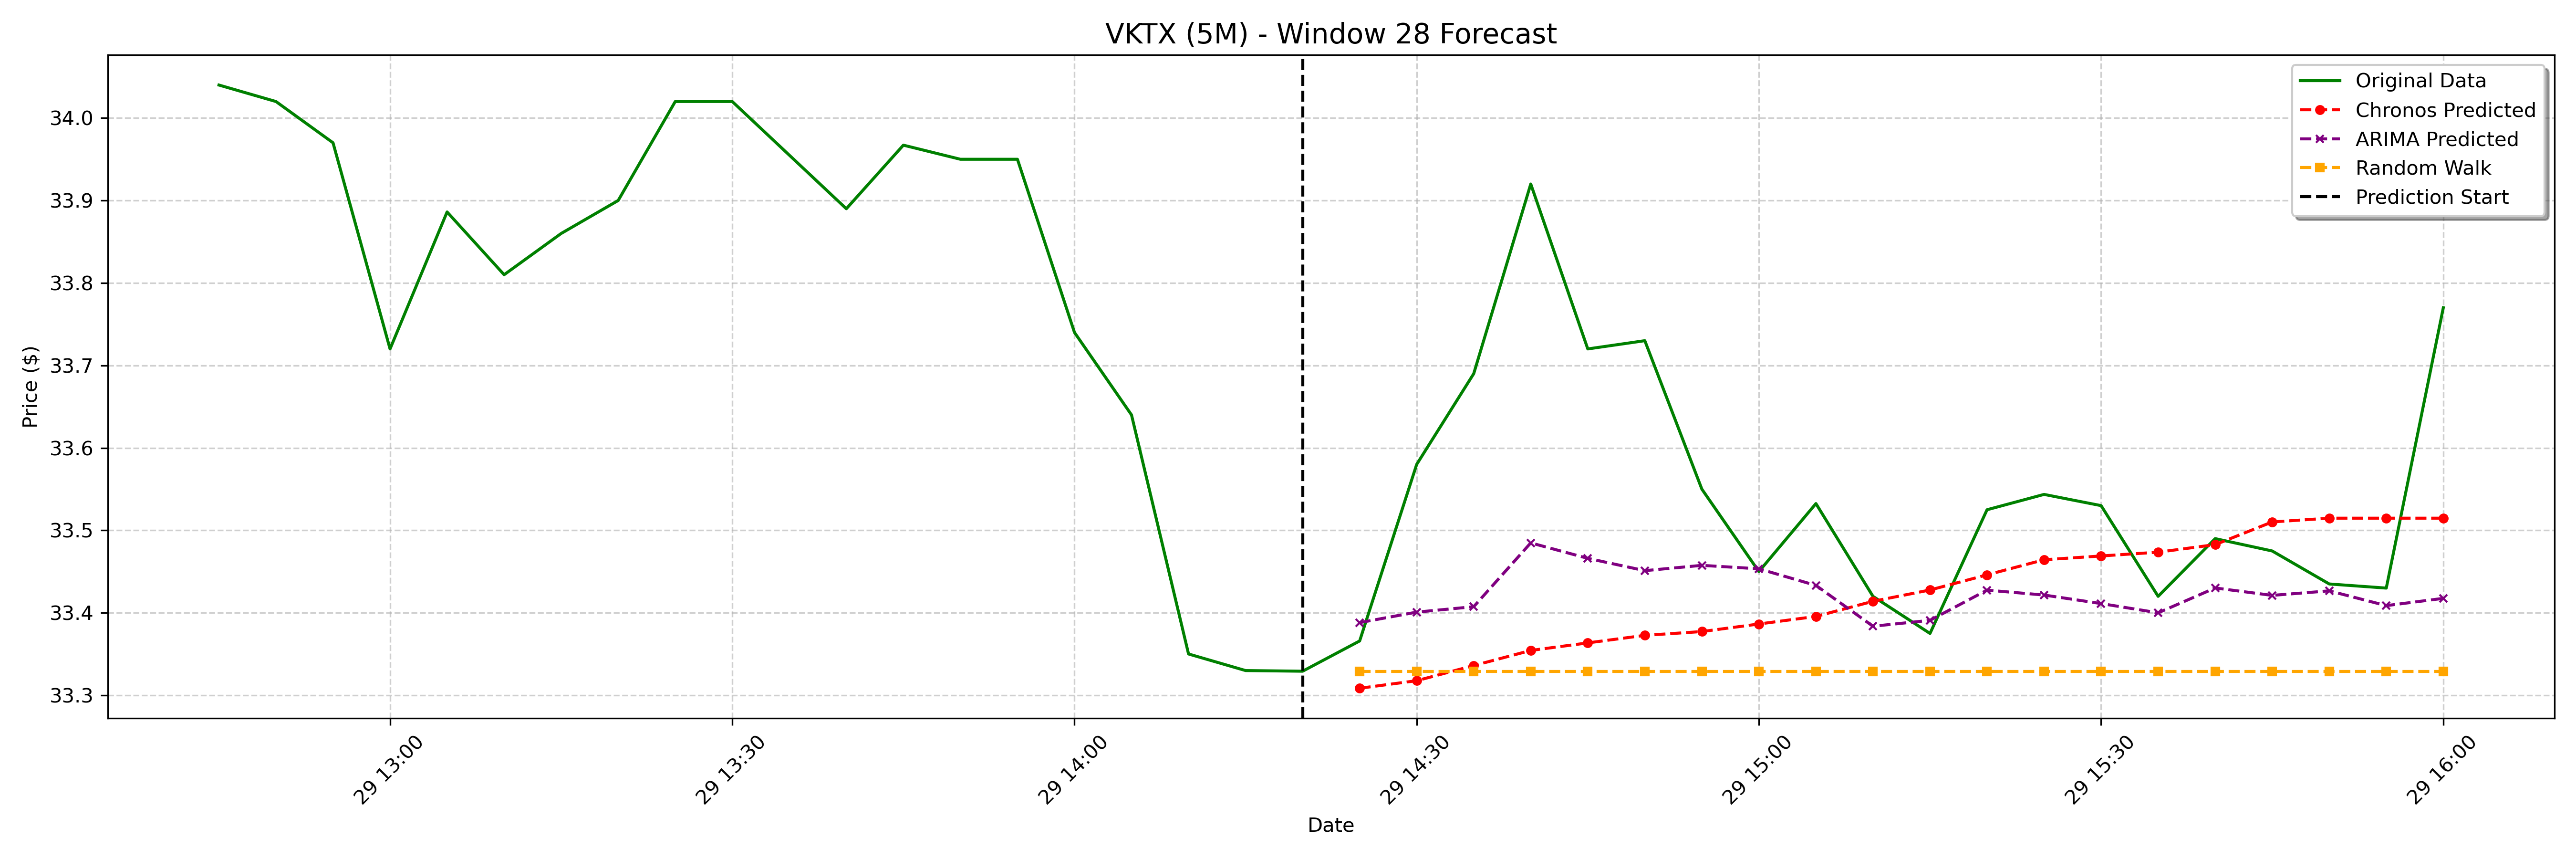 VKTX (5M) - Window 28 Forecast
Original Data
Chronos Predicted
ARIMA Predicted
Random Walk
Prediction Start
Price ($)
34.0
33.9
33.8
33.7
33.6
33.5
33.4
33.3
29 13:00
29 13:30
29 14:00
29 14:30
29 15:00
29 15:30
29 16:00
Date